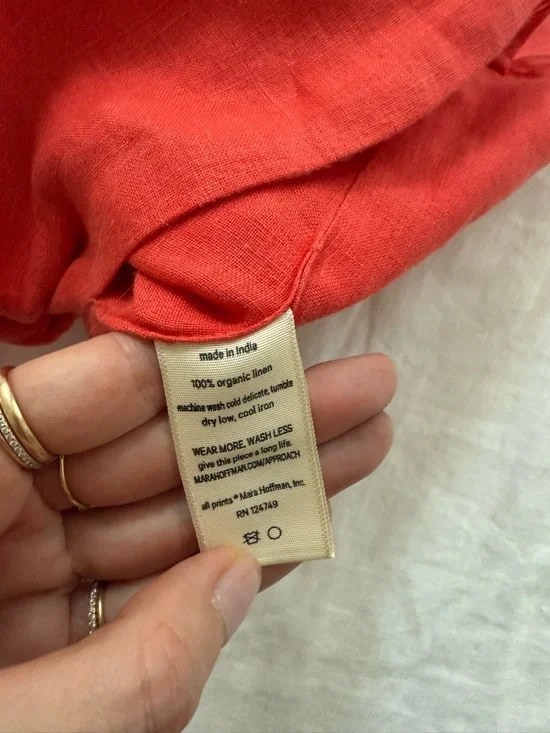 made in India
100% organic linen
machine wash cold delicate, tumble
dry low, cool iron
WEAR MORE, WASH LESS
give this piece a long life.
MARAHOFFMAN.COM/APPROACH
all prints ® Mara Hoffman, Inc.
RN 124749